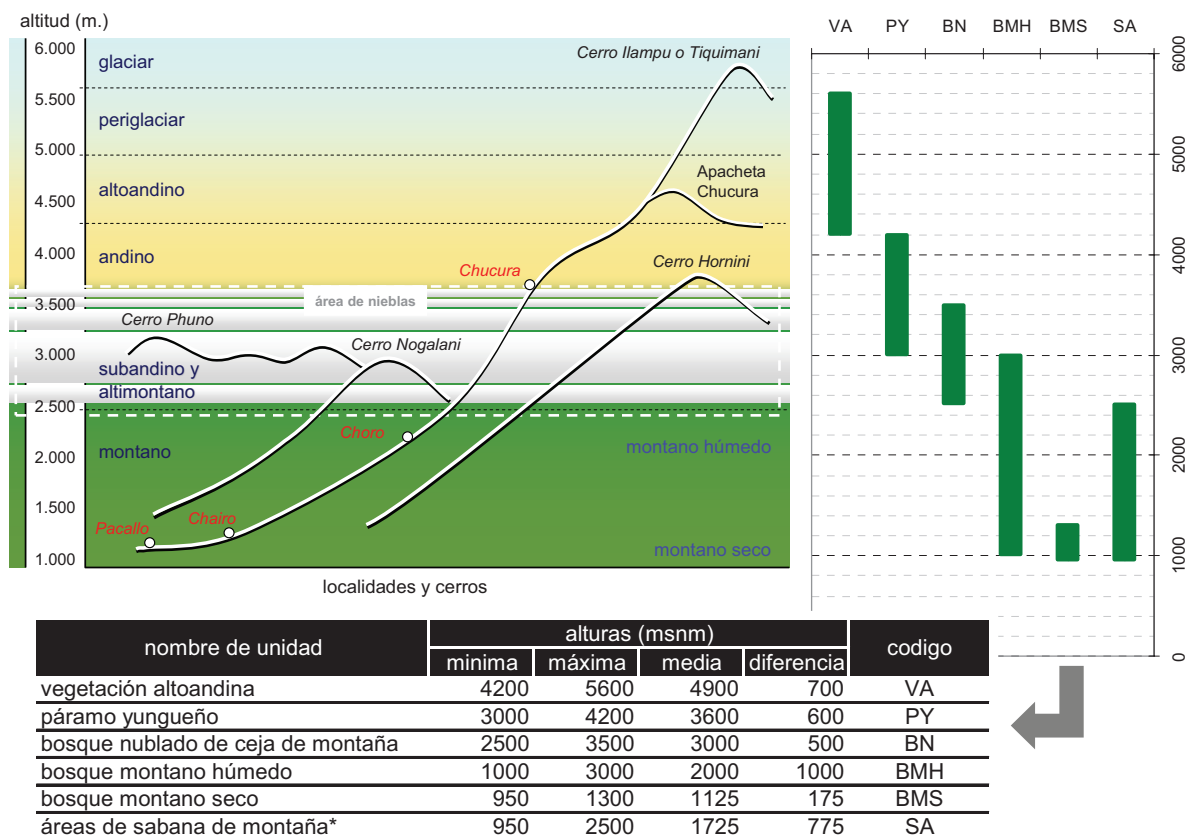 altitud (m.)
6.000
5.500
5.000
4.500
4.000
3.500
3.000
2.500
2.000
1.500
1.000
glaciar
periglaciar
altoandino
andino
área de nieblas
subandino y
altimontano
montano
Cerro Ilampu o Tiquimani
Apacheta
Chucura
Chucura
Cerro Hornini
Cerro Phuno
Cerro Nogalani
Choro
Chairo
Pacallo
montano húmedo
montano seco
localidades y cerros
VA PY BN BMH BMS SA
6000
5000
4000
3000
2000
1000
0
nombre de unidad alturas (msnm) codigo
minima máxima media diferencia
vegetación altoandina 4200 5600 4900 700 VA
páramo yungueño 3000 4200 3600 600 PY
bosque nublado de ceja de montaña 2500 3500 3000 500 BN
bosque montano húmedo 1000 3000 2000 1000 BMH
bosque montano seco 950 1300 1125 175 BMS
áreas de sabana de montaña* 950 2500 1725 775 SA